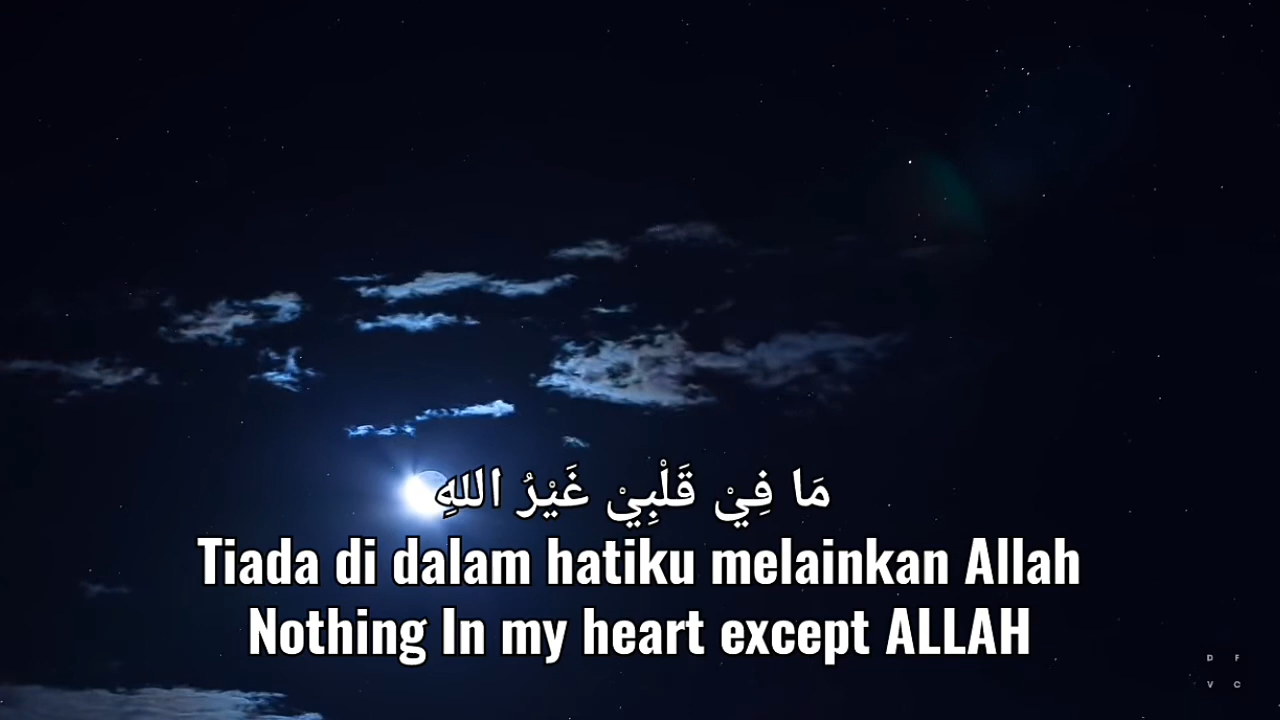 مَا فِيْ قَلْبِيْ غَيْرُ اللهِ
Tiada di dalam hatiku melainkan Allah
Nothing In my heart except ALLAH
D F
V C